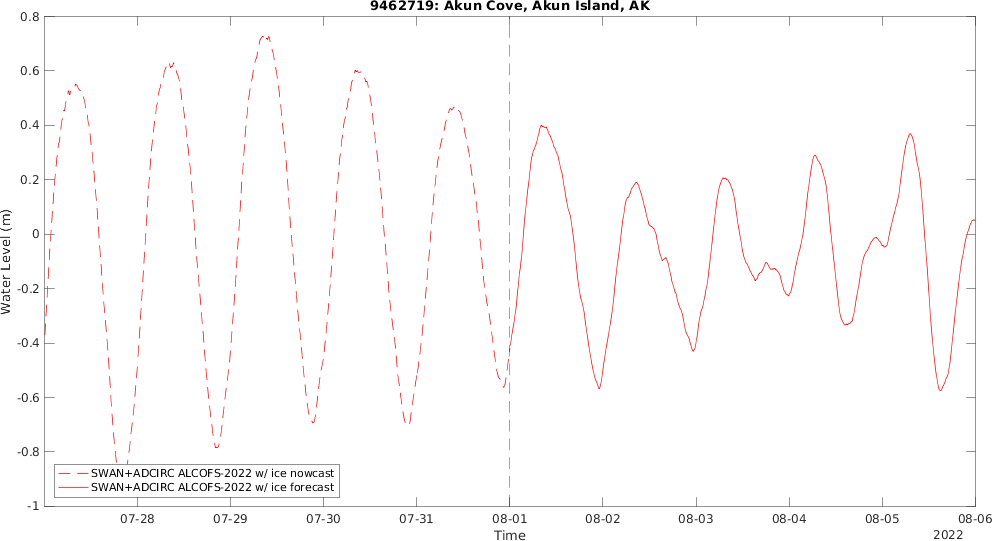 9462719: Akun Cove, Akun Island, AK
0.8
0.6
0.4
0.2
0
-0.2
-0.4
-0.6
-0.8
-1
Water Level (m)
SWAN+ADCIRC ALCOFS-2022 w/ ice nowcast
SWAN+ADCIRC ALCOFS-2022 w/ ice forecast
07-28 07-29 07-30 07-31 08-01 08-02 08-03 08-04 08-05 08-06
Time
2022